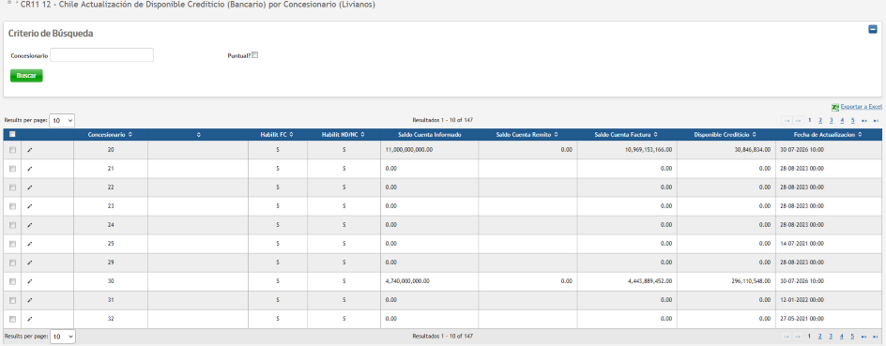 CR11 12 - Chile Actualización de Disponible Crediticio (Bancario) por Concesionario (Livianos)
Criterio de Búsqueda
Concesionario Puntual?
Buscar
Exportar a Excel
Results per page: 10 Resultados 1 - 10 of 147 1 2 3 4 5
Concesionario Habilit FC Habilit ND/NC Saldo Cuenta Informado Saldo Cuenta Remito Saldo Cuenta Factura Disponible Crediticio Fecha de Actualizacion
20 S S 11,000,000,000.00 0.00 10,969,153,166.00 30,846,834.00 30-07-2026 10:00
21 S S 0.00 0.00 0.00 28-08-2023 00:00
22 S S 0.00 0.00 0.00 28-08-2023 00:00
23 S S 0.00 0.00 0.00 28-08-2023 00:00
24 S S 0.00 0.00 0.00 28-08-2023 00:00
25 S S 0.00 0.00 0.00 14-07-2021 00:00
29 S S 0.00 0.00 0.00 28-08-2023 00:00
30 S S 4,740,000,000.00 0.00 4,443,889,452.00 296,110,548.00 30-07-2026 10:00
31 S S 0.00 0.00 0.00 12-01-2022 00:00
32 S S 0.00 0.00 0.00 27-05-2021 00:00
Results per page: 10 Resultados 1 - 10 of 147 1 2 3 4 5